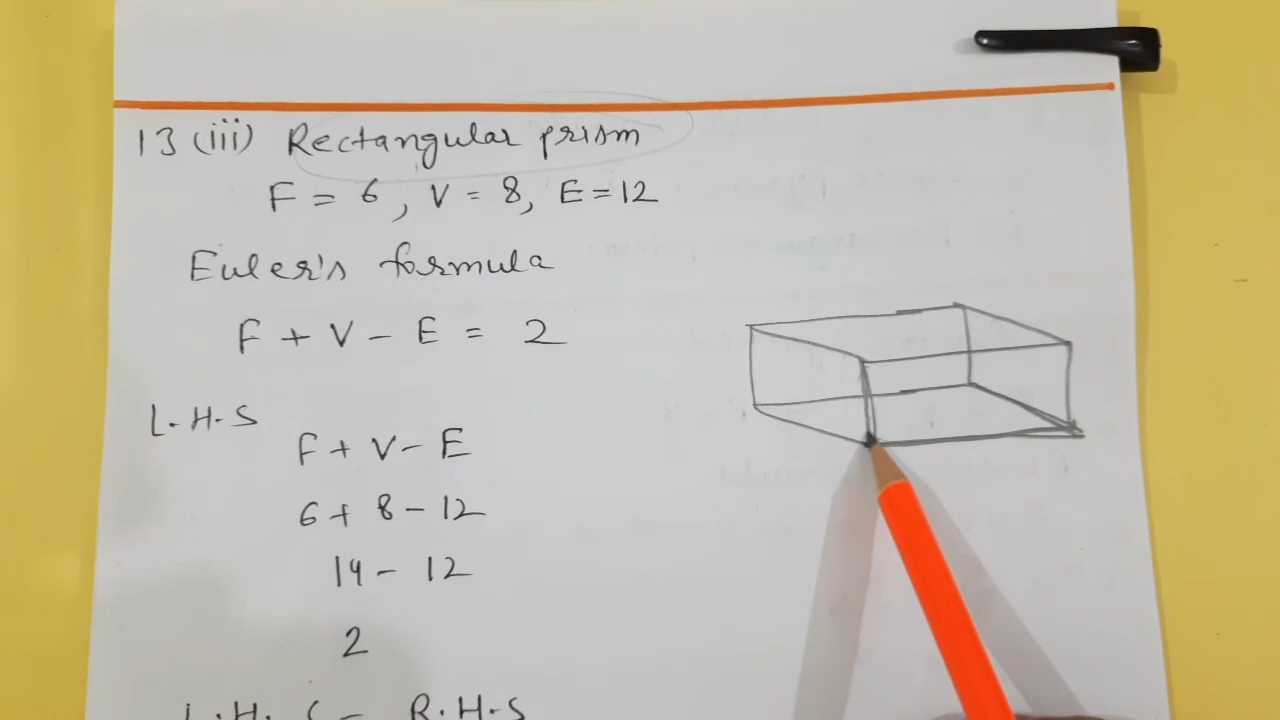 13 (iii) Rectangular prism
F = 6, V = 8, E = 12
Euler's formula
F + V - E = 2
L.H.S
F + V - E
6 + 8 - 12
14 - 12
2
L.H.S = R.H.S